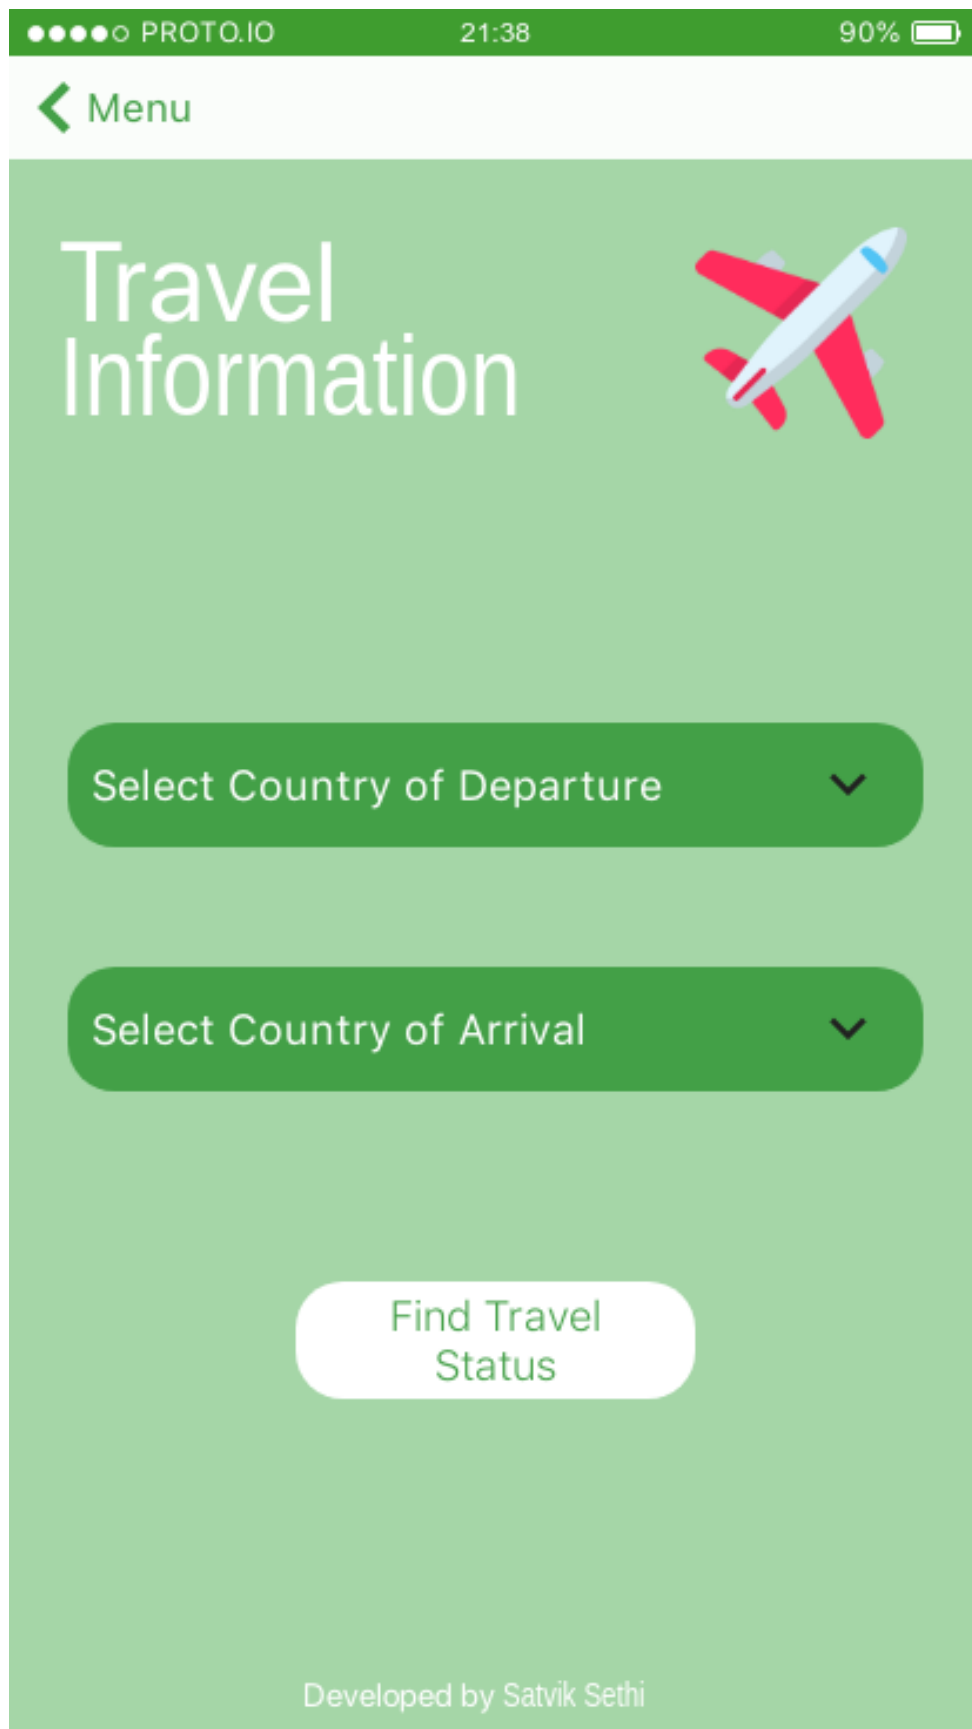 PROTO.IO 21:38 90%
Menu
Travel
Information
Select Country of Departure
Select Country of Arrival
Find Travel
Status
Developed by Satvik Sethi